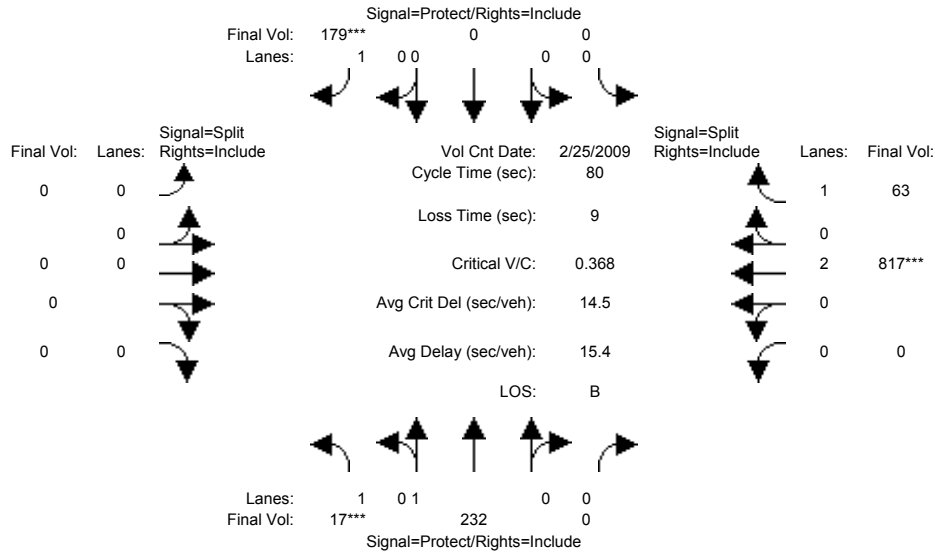 Signal=Protect/Rights=Include
Final Vol: 179*** 0 0
Lanes: 1 0 0 0 0
Signal=Split Signal=Split
Final Vol: Lanes: Rights=Include Vol Cnt Date: 2/25/2009 Rights=Include Lanes: Final Vol:
Cycle Time (sec): 80
0 0 1 63
Loss Time (sec): 9
0 0
0 0 Critical V/C: 0.368 2 817***
0 Avg Crit Del (sec/veh): 14.5 0
0 0 Avg Delay (sec/veh): 15.4 0 0
LOS: B
Lanes: 1 0 1 0 0
Final Vol: 17*** 232 0
Signal=Protect/Rights=Include